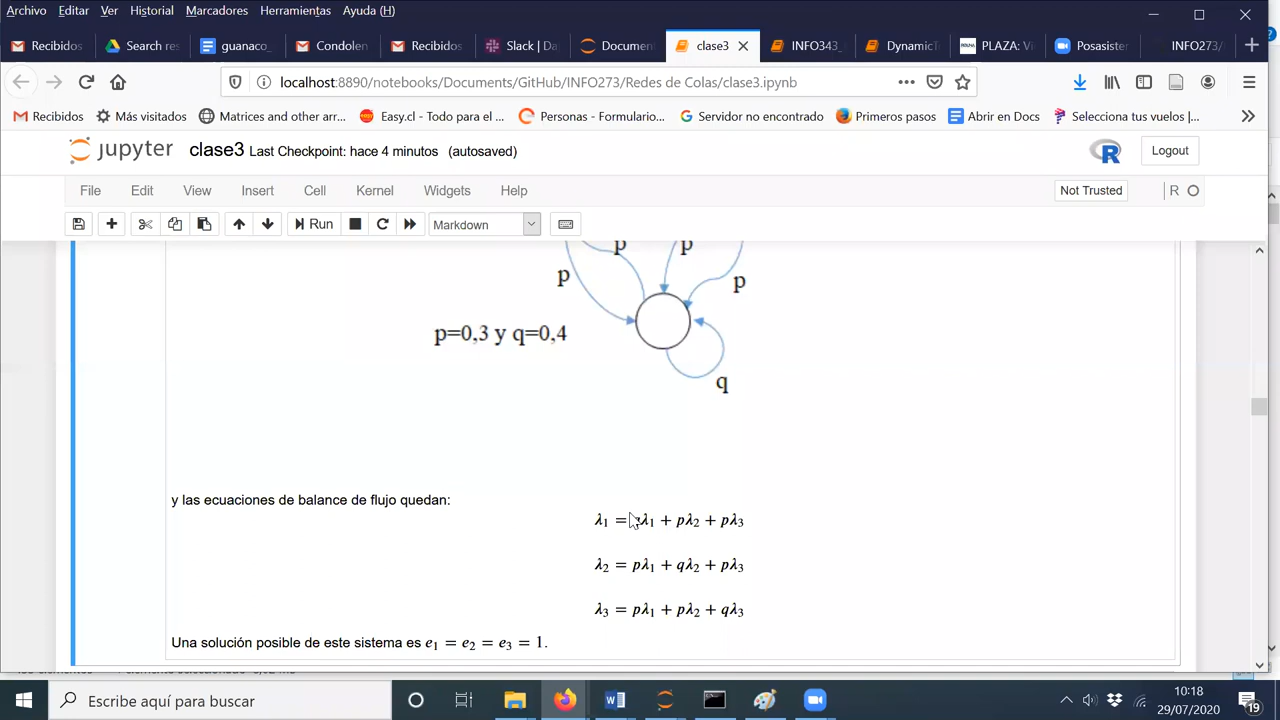 Archivo Editar Ver Historial Marcadores Herramientas Ayuda (H)
recibidos Search res guanaco_ Condolen Recibidos Slack | Da Documen clase3 INFO343_ DynamicT PLAZA: Vi Posasister INFO273/
localhost:8890/notebooks/Documents/GitHub/INFO273/Redes de Colas/clase3.ipynb
Recibidos Más visitados Matrices and other arr... Easy.cl - Todo para el ... Personas - Formulario... Servidor no encontrado Primeros pasos Abrir en Docs Selecciona tus vuelos |...
jupyter clase3 Last Checkpoint: hace 4 minutos (autosaved) Logout
File Edit View Insert Cell Kernel Widgets Help Not Trusted R
Run Markdown
p p
p p
p=0,3 y q=0,4
q
y las ecuaciones de balance de flujo quedan:
λ1 = λ1 + pλ2 + pλ3
λ2 = pλ1 + qλ2 + pλ3
λ3 = pλ1 + pλ2 + qλ3
Una solución posible de este sistema es e1 = e2 = e3 = 1.
Escribe aquí para buscar
10:18
29/07/2020
19